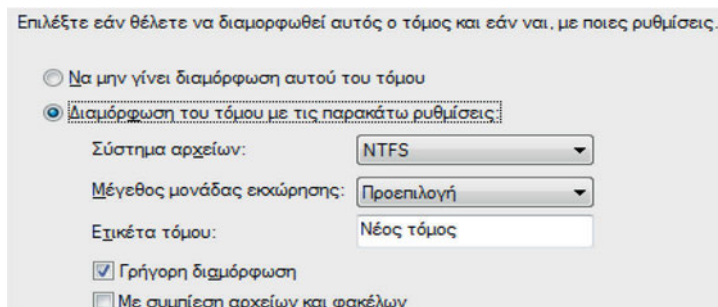 Επιλέξτε εάν θέλετε να διαμορφωθεί αυτός ο τόμος και εάν ναι, με ποιες ρυθμίσεις.
Να μην γίνει διαμόρφωση αυτού του τόμου
Διαμόρφωση του τόμου με τις παρακάτω ρυθμίσεις:
Σύστημα αρχείων: NTFS
Μέγεθος μονάδας εκχώρησης: Προεπιλογή
Ετικέτα τόμου: Νέος τόμος
Γρήγορη διαμόρφωση
Με συμπίεση αρχείων και φακέλων